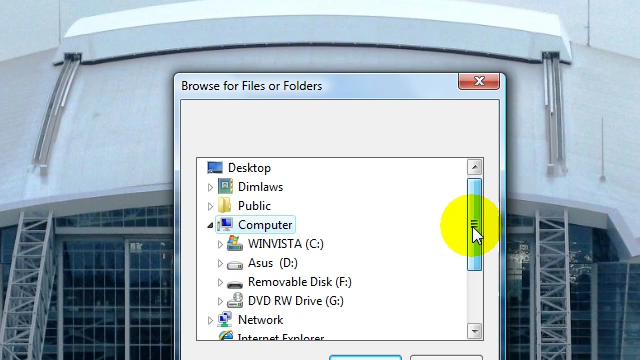 Browse for Files or Folders
Desktop
Dimlaws
Public
Computer
WINVISTA (C:)
Asus (D:)
Removable Disk (F:)
DVD RW Drive (G:)
Network
Internet Explorer